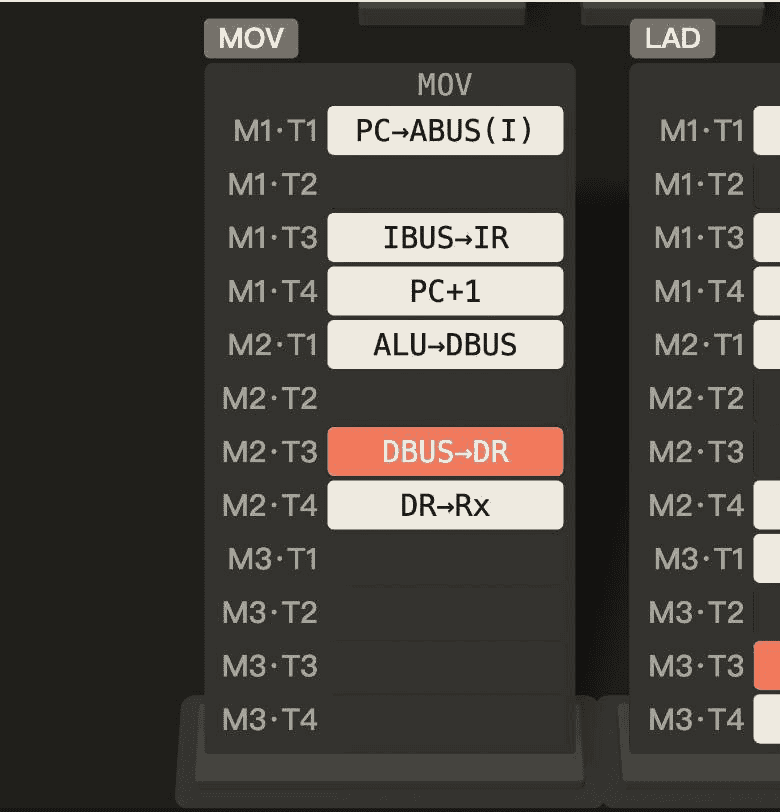 MOV
MOV
M1·T1 PC→ABUS(I)
M1·T2
M1·T3 IBUS→IR
M1·T4 PC+1
M2·T1 ALU→DBUS
M2·T2
M2·T3 DBUS→DR
M2·T4 DR→Rx
M3·T1
M3·T2
M3·T3
M3·T4
LAD
M1·T1
M1·T2
M1·T3
M1·T4
M2·T1
M2·T2
M2·T3
M2·T4
M3·T1
M3·T2
M3·T3
M3·T4